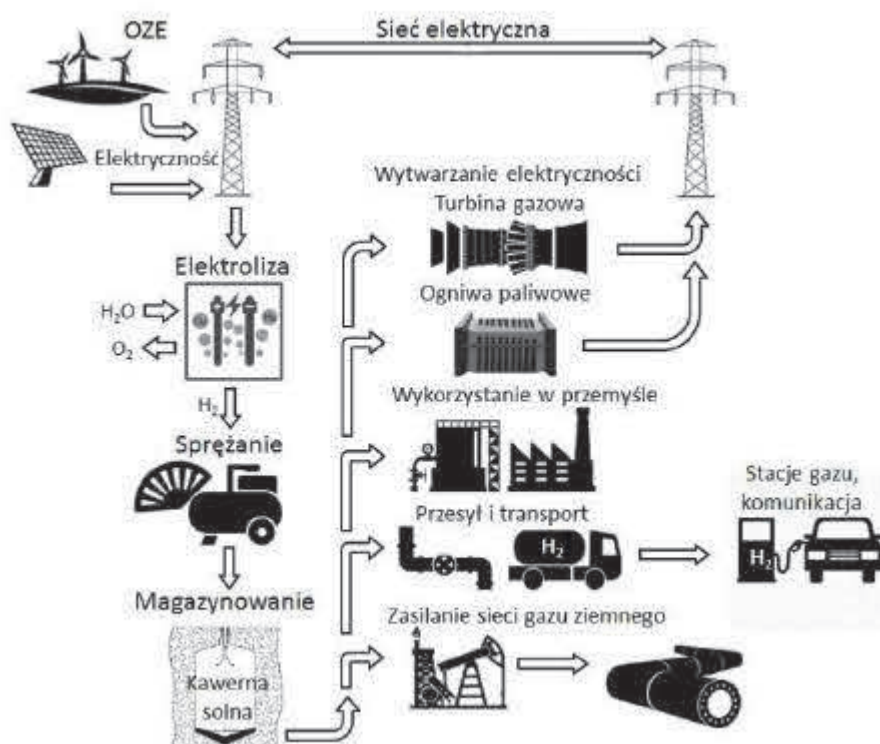 OZE
Sieć elektryczna
Elektryczność
Wytwarzanie elektryczności
Turbina gazowa
Elektroliza
Ogniwa paliwowe
H₂O
O₂
H₂
Wykorzystanie w przemyśle
Sprężanie
Stacje gazu,
komunikacja
Przesył i transport
H₂
H₂
Magazynowanie
Zasilanie sieci gazu ziemnego
Kawerna
solna